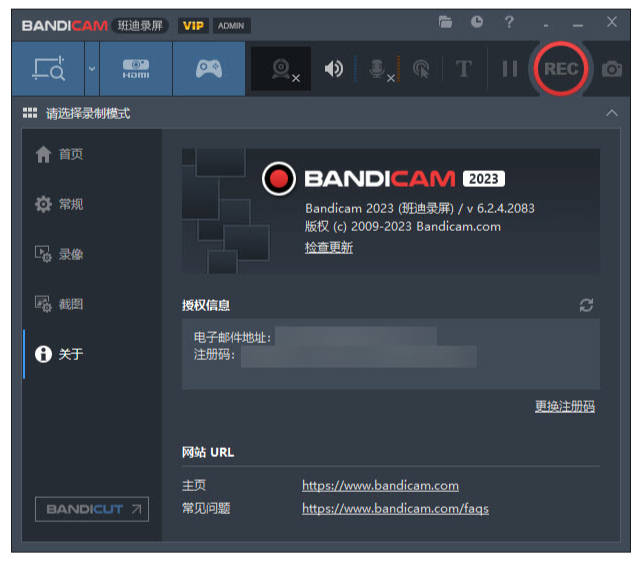 BANDICAM 班迪录屏 VIP ADMIN
?
HDMI T REC
请选择录制模式
首页
常规
录像
截图
关于
BANDICUT
BANDICAM 2023
Bandicam 2023 (班迪录屏) / v 6.2.4.2083
版权 (c) 2009-2023 Bandicam.com
检查更新
授权信息
电子邮件地址:
注册码:
更换注册码
网站 URL
主页 https://www.bandicam.com
常见问题 https://www.bandicam.com/faqs